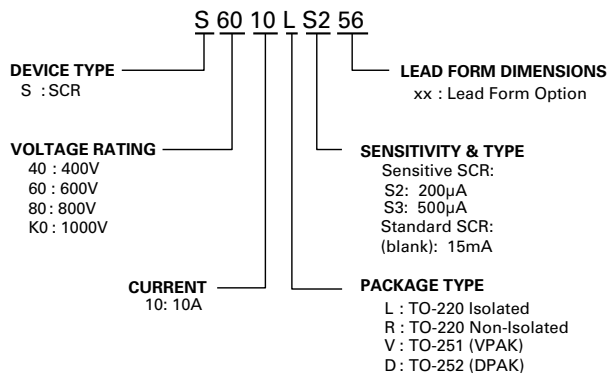 S 60 10 L S2 56
DEVICE TYPE
S : SCR
VOLTAGE RATING
40 : 400V
60 : 600V
80 : 800V
K0 : 1000V
CURRENT
10: 10A
LEAD FORM DIMENSIONS
xx : Lead Form Option
SENSITIVITY & TYPE
Sensitive SCR:
S2: 200µA
S3: 500µA
Standard SCR:
(blank): 15mA
PACKAGE TYPE
L : TO-220 Isolated
R : TO-220 Non-Isolated
V : TO-251 (VPAK)
D : TO-252 (DPAK)